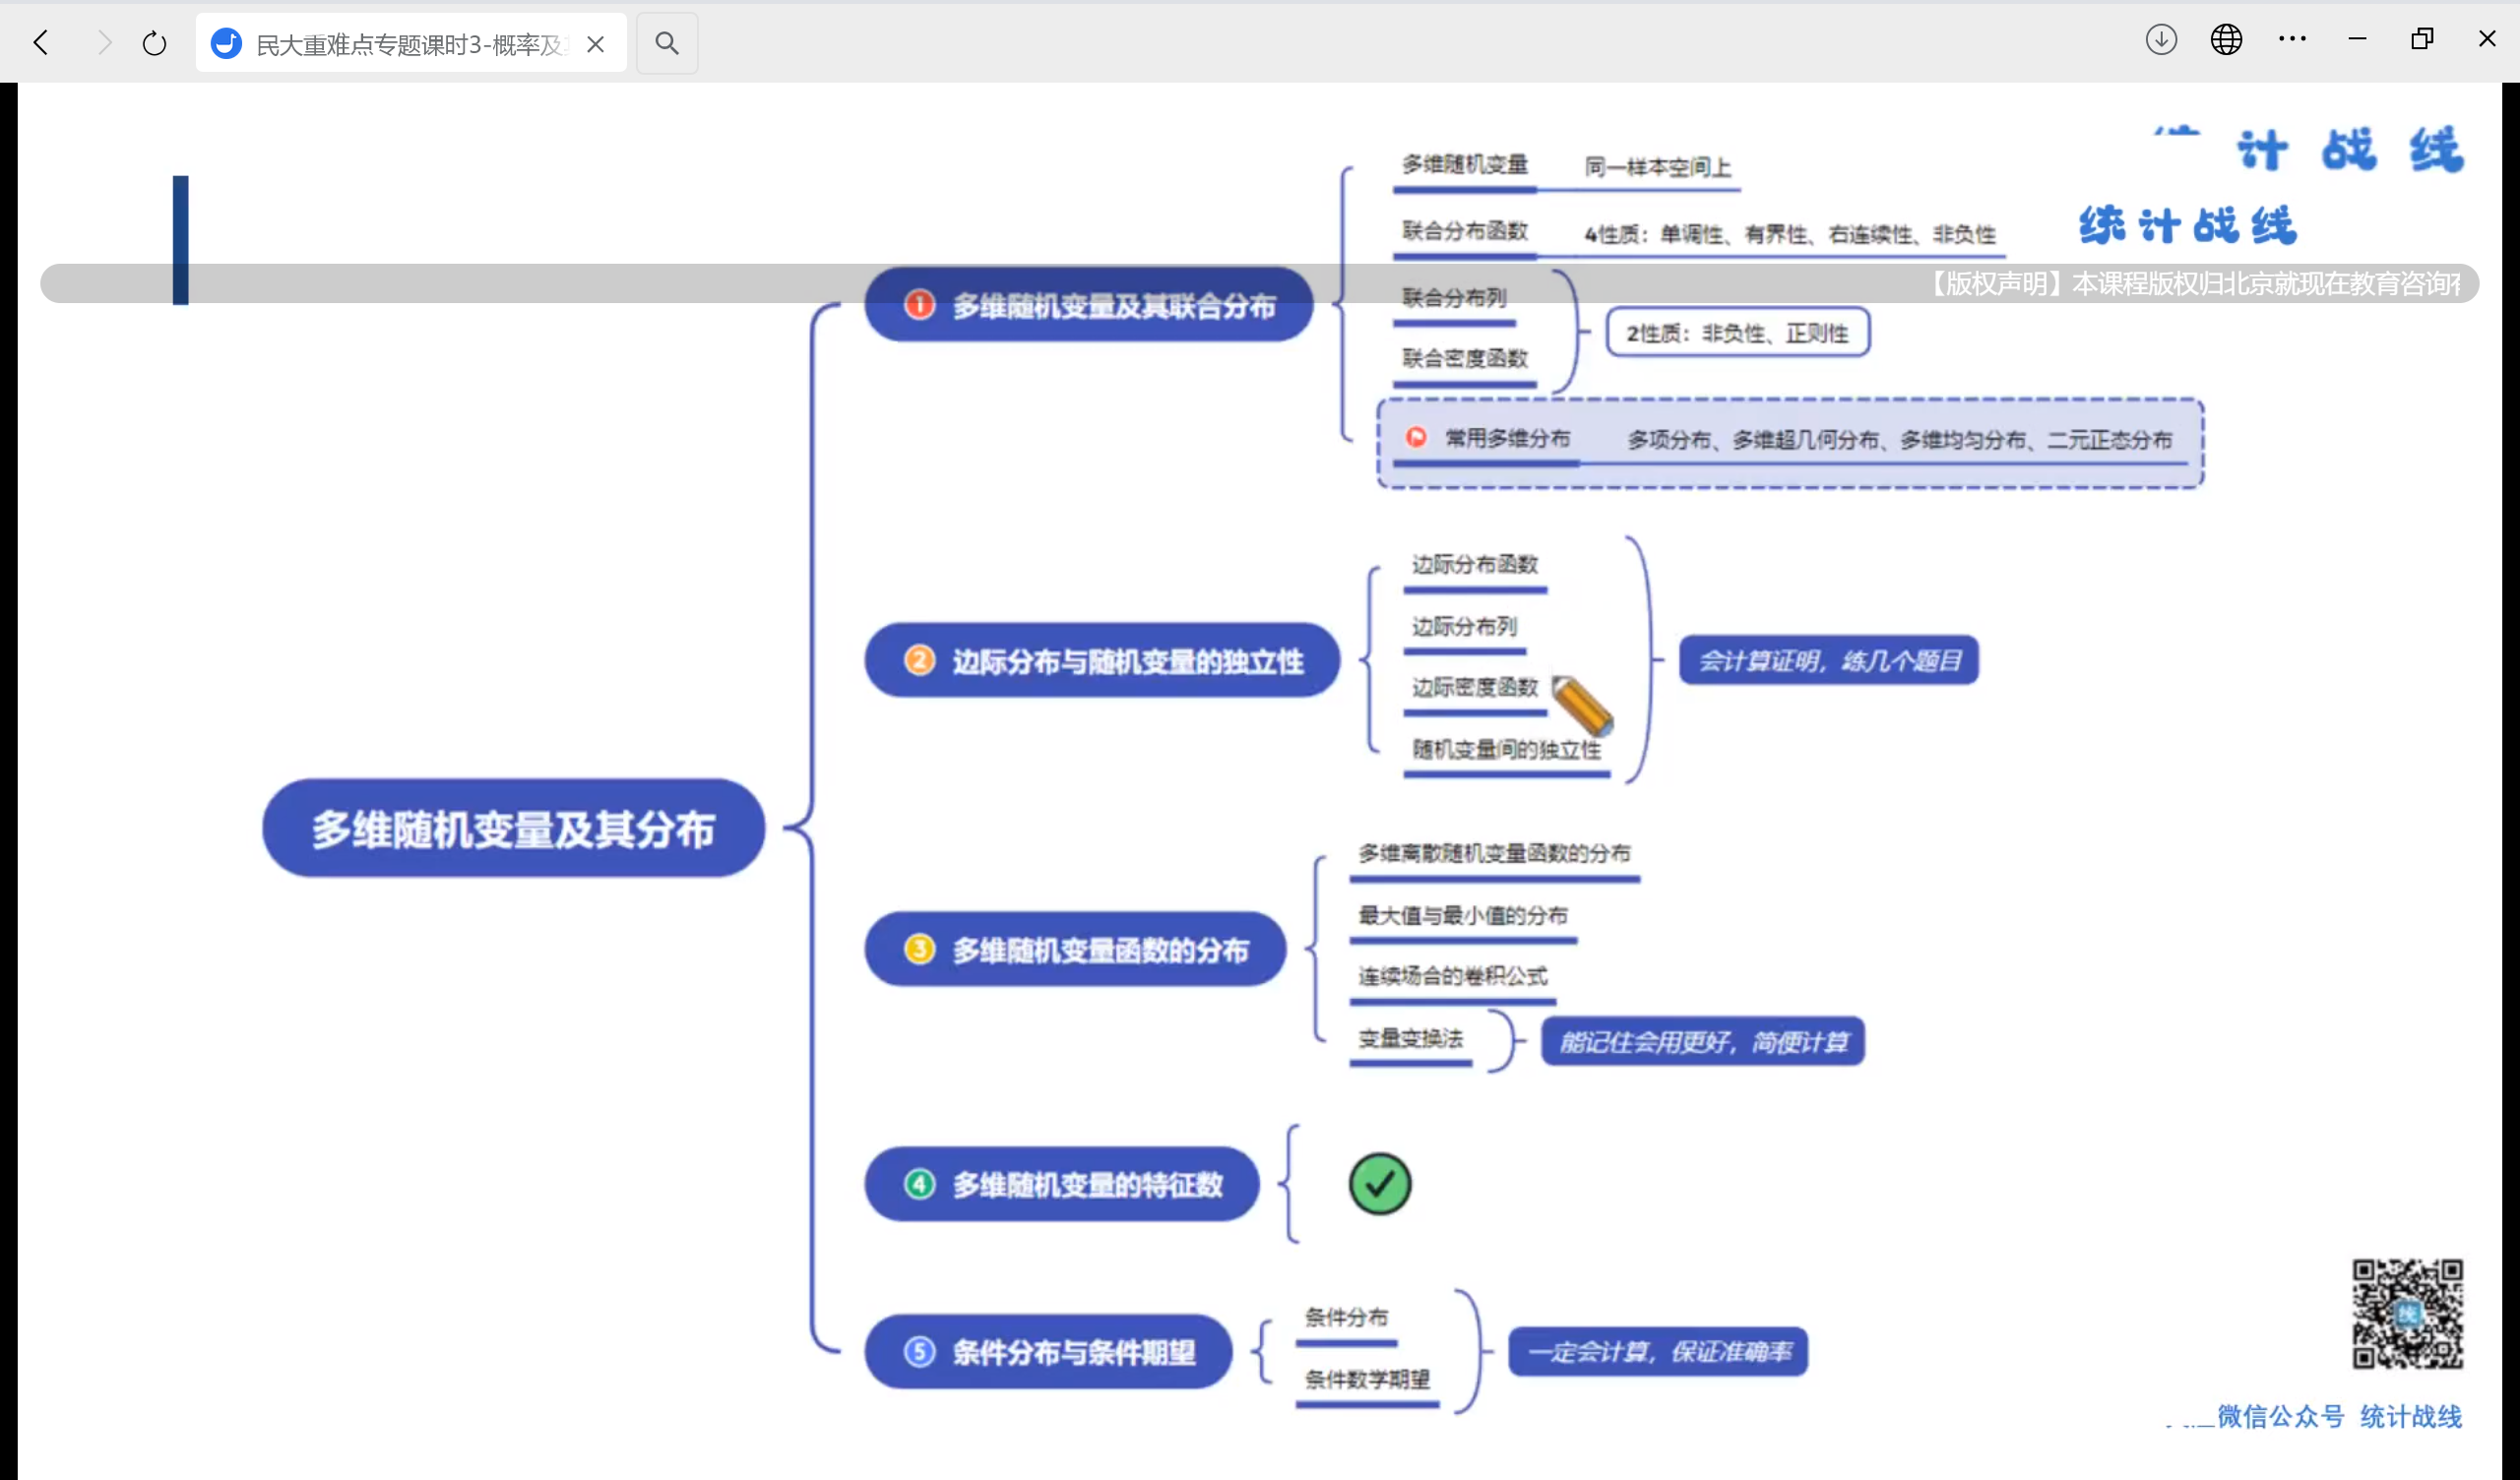 民大重难点专题课时3-概率及
计 战 线
统计战线
【版权声明】本课程版权归北京就现在教育咨询
多维随机变量及其分布
1 多维随机变量及其联合分布
多维随机变量 同一样本空间上
联合分布函数 4性质：单调性、有界性、右连续性、非负性
联合分布列
联合密度函数
2性质：非负性、正则性
常用多维分布 多项分布、多维超几何分布、多维均匀分布、二元正态分布
2 边际分布与随机变量的独立性
边际分布函数
边际分布列
边际密度函数
随机变量间的独立性
会计算证明，练几个题目
3 多维随机变量函数的分布
多维离散随机变量函数的分布
最大值与最小值的分布
连续场合的卷积公式
变量变换法
能记住会用更好，简便计算
4 多维随机变量的特征数
5 条件分布与条件期望
条件分布
条件数学期望
一定会计算，保证准确率
统
微信公众号 统计战线